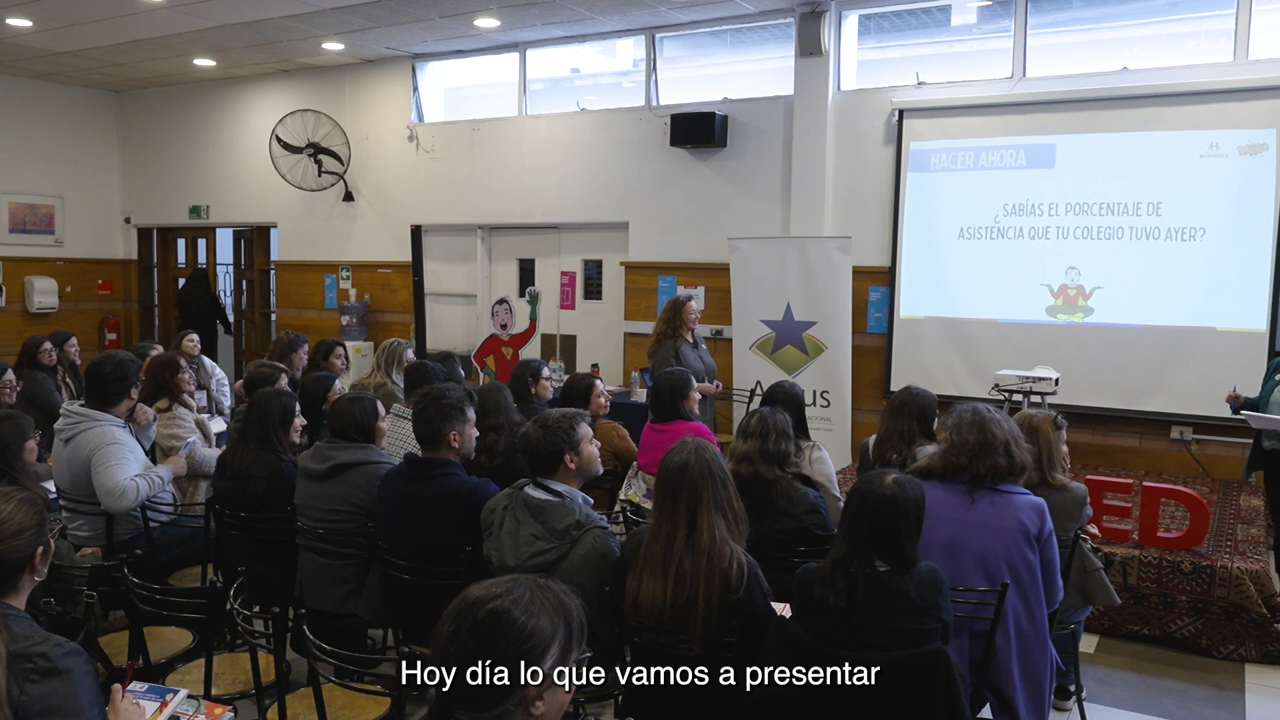 HACER AHORA
¿SABÍAS EL PORCENTAJE DE
ASISTENCIA QUE TU COLEGIO TUVO AYER?
ED
Hoy día lo que vamos a presentar